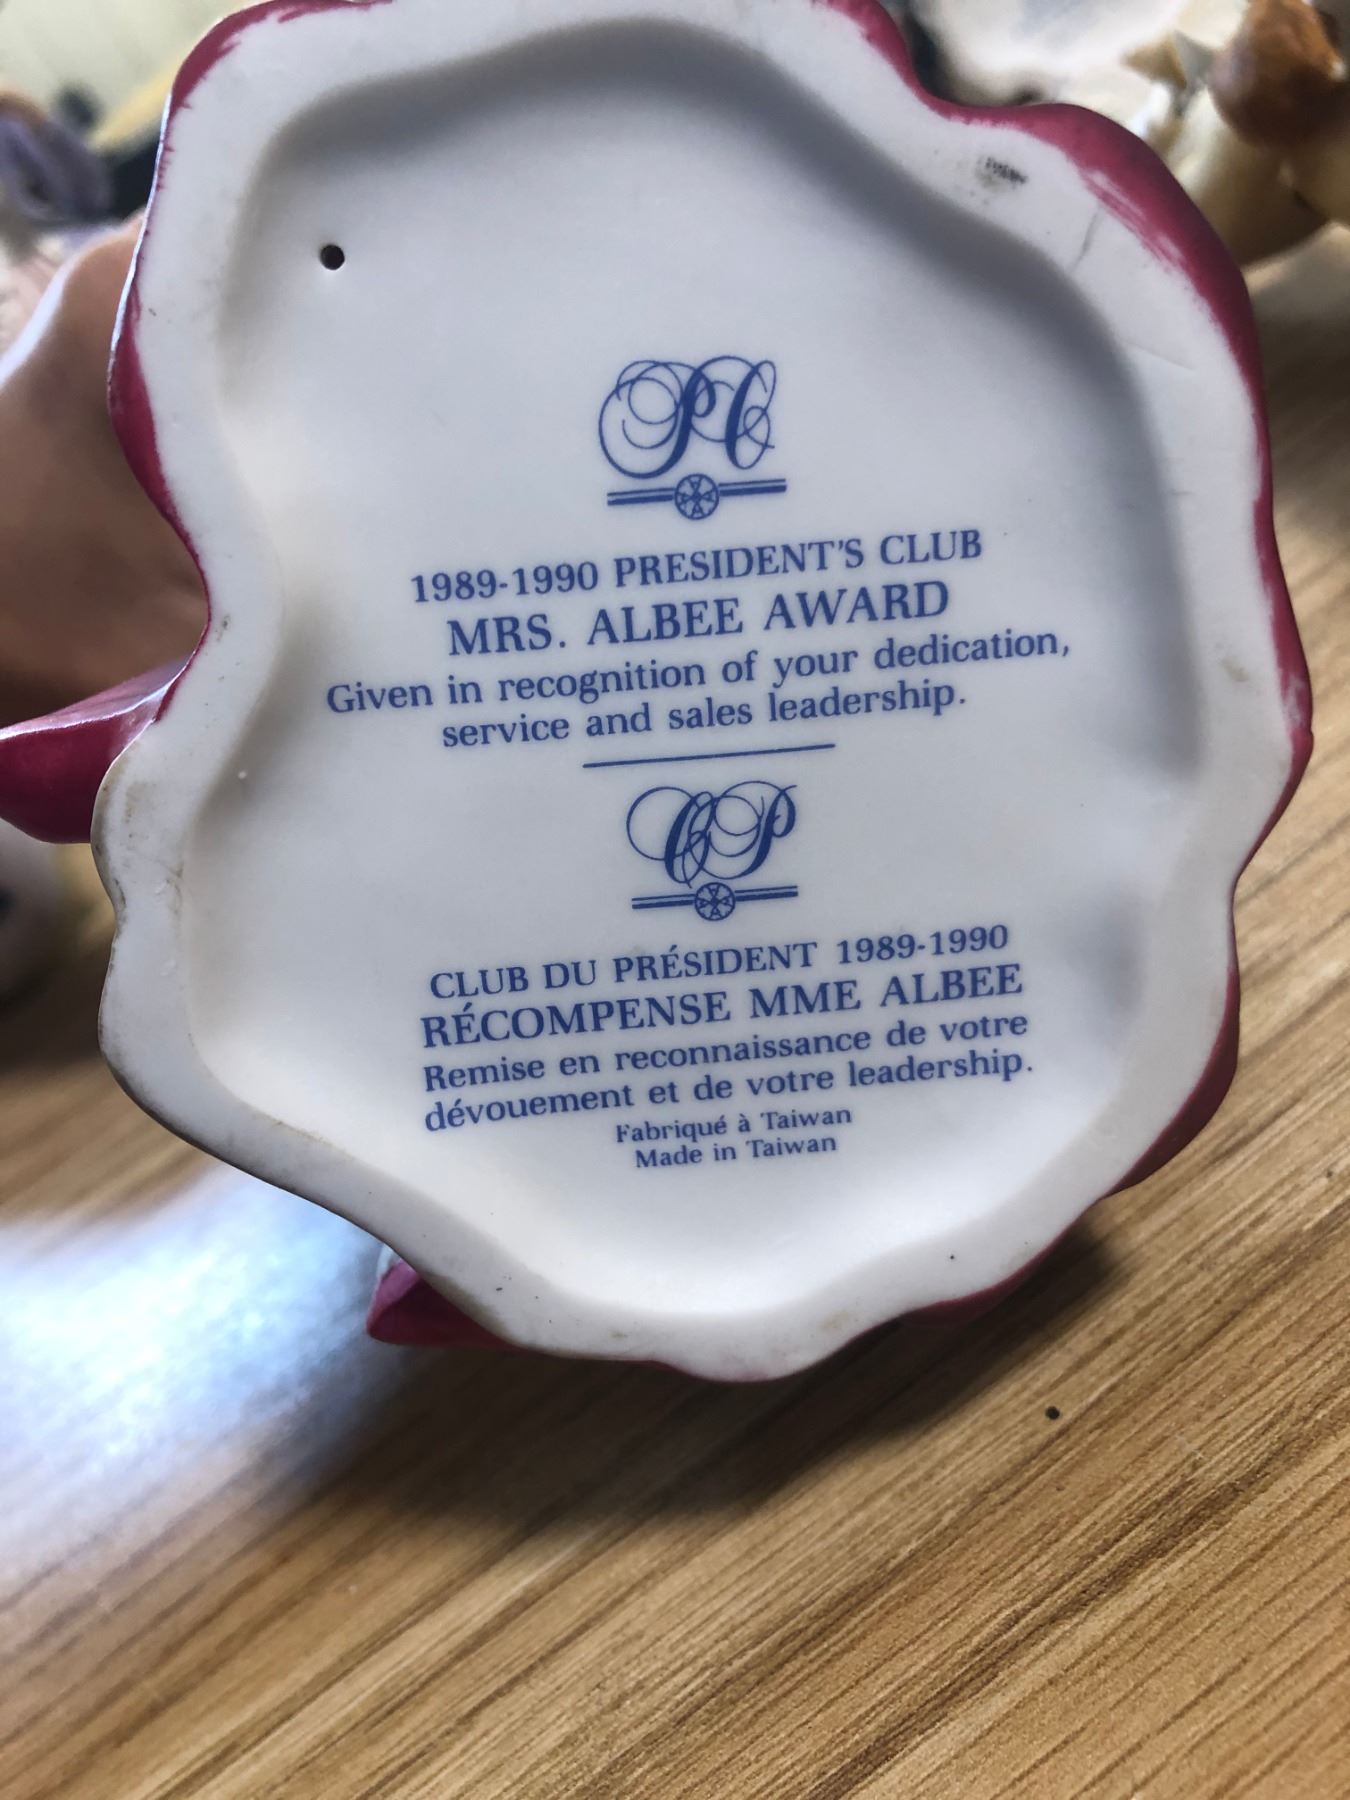 PC
1989-1990 PRESIDENT'S CLUB
MRS. ALBEE AWARD
Given in recognition of your dedication,
service and sales leadership.
CP
CLUB DU PRÉSIDENT 1989-1990
RÉCOMPENSE MME ALBEE
Remise en reconnaissance de votre
dévouement et de votre leadership.
Fabriqué à Taiwan
Made in Taiwan